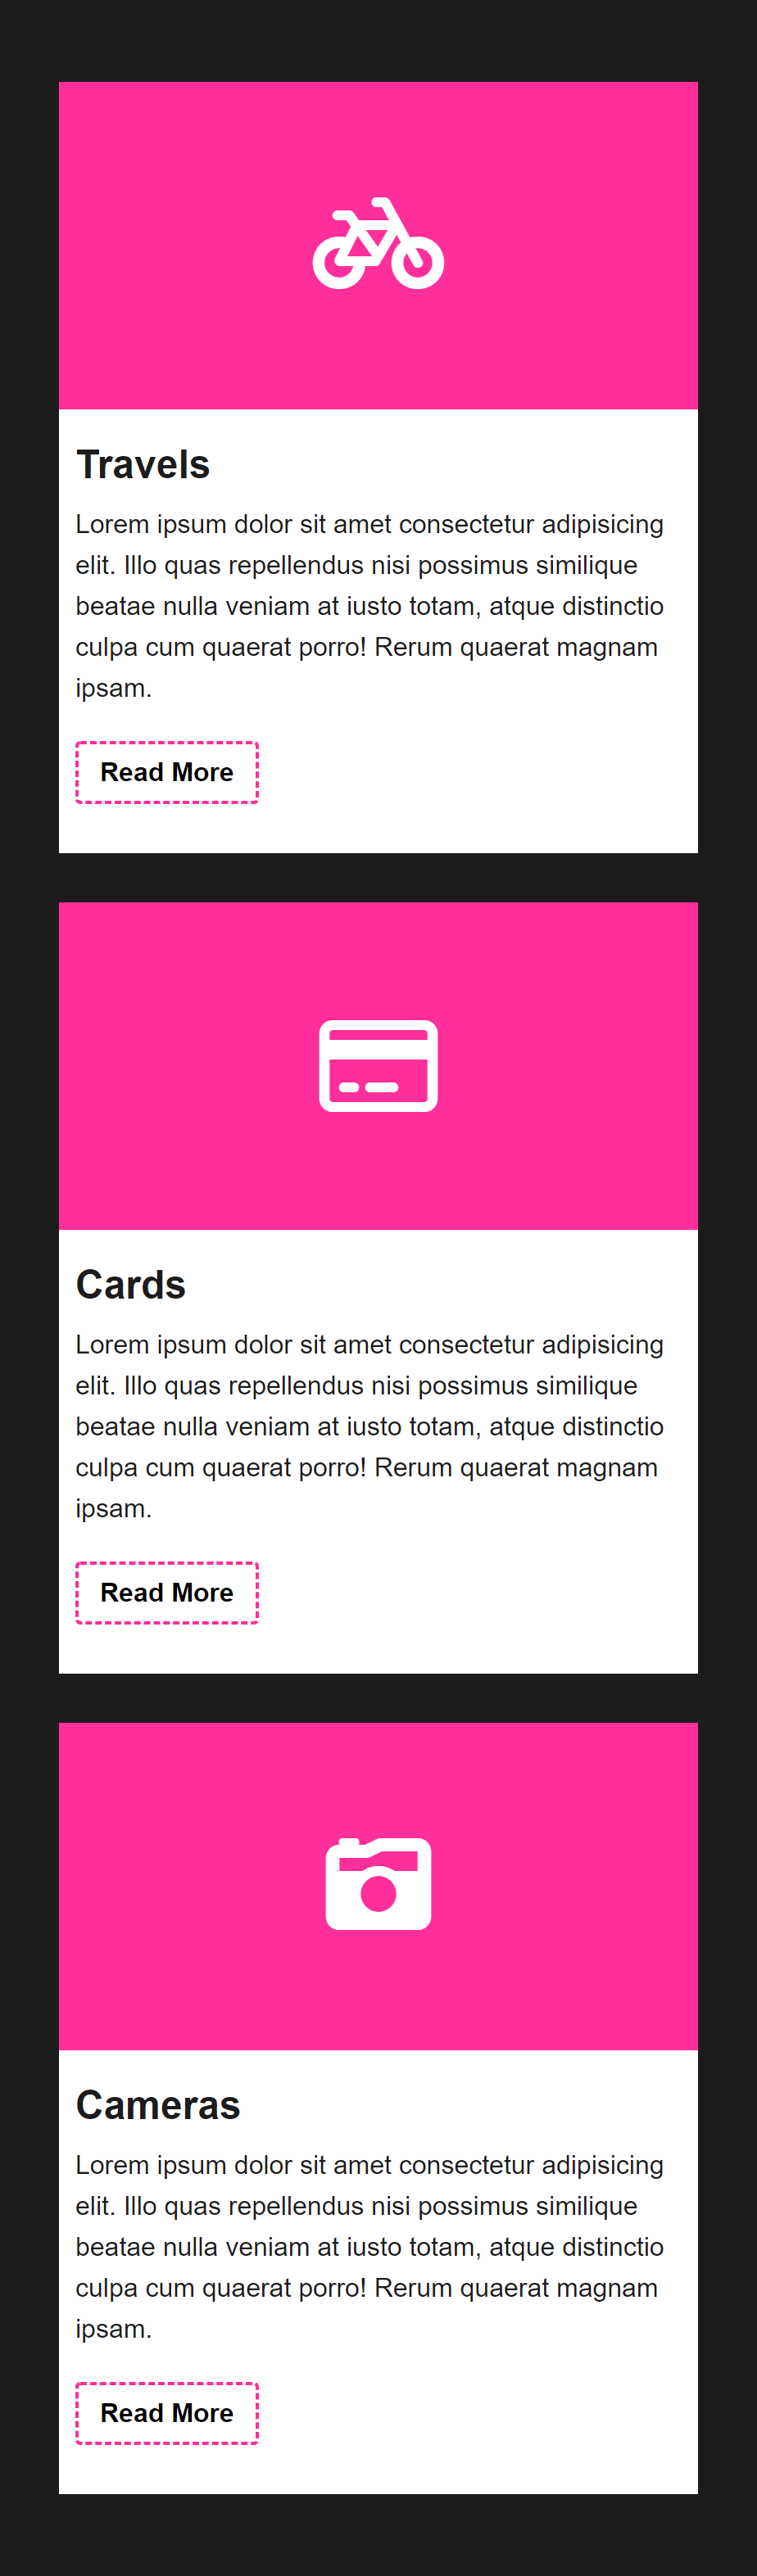 Travels
Lorem ipsum dolor sit amet consectetur adipisicing
elit. Illo quas repellendus nisi possimus similique
beatae nulla veniam at iusto totam, atque distinctio
culpa cum quaerat porro! Rerum quaerat magnam
ipsam.
Read More
Cards
Lorem ipsum dolor sit amet consectetur adipisicing
elit. Illo quas repellendus nisi possimus similique
beatae nulla veniam at iusto totam, atque distinctio
culpa cum quaerat porro! Rerum quaerat magnam
ipsam.
Read More
Cameras
Lorem ipsum dolor sit amet consectetur adipisicing
elit. Illo quas repellendus nisi possimus similique
beatae nulla veniam at iusto totam, atque distinctio
culpa cum quaerat porro! Rerum quaerat magnam
ipsam.
Read More